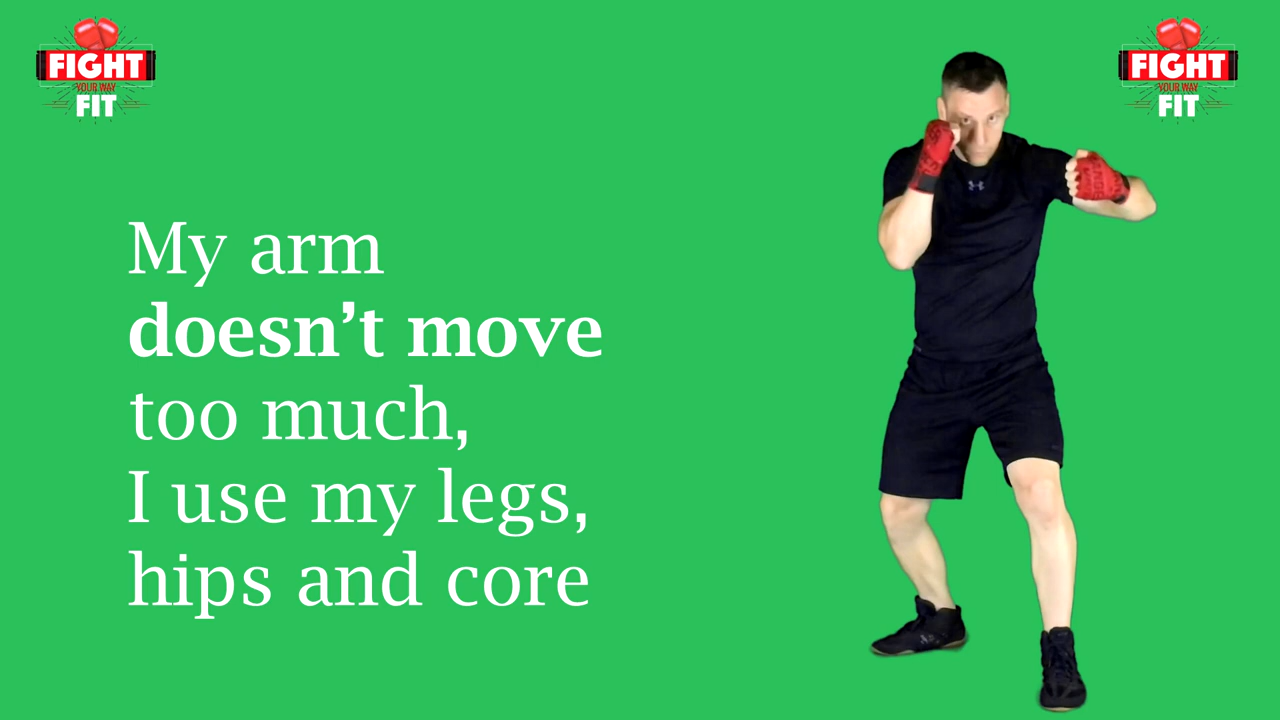 FIGHT
YOUR WAY
FIT
FIGHT
YOUR WAY
FIT
My arm
doesn’t move
too much,
I use my legs,
hips and core